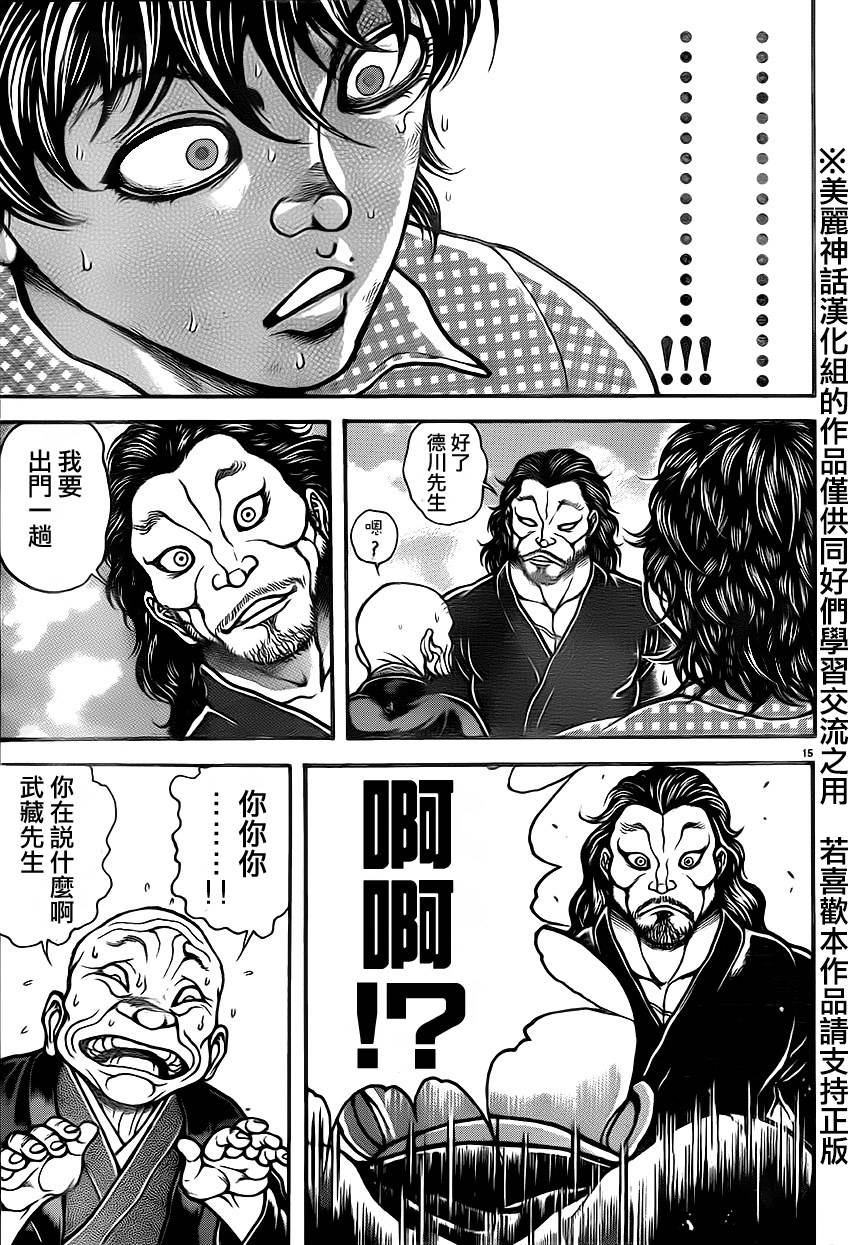 !!!
好了
德川先生
嗯?
我要
出門一趟
15
啊啊!?
你你你
………!!
你在説什麼啊
武藏先生
※美麗神話漢化組的作品僅供同好們學習交流之用 若喜歡本作品請支持正版